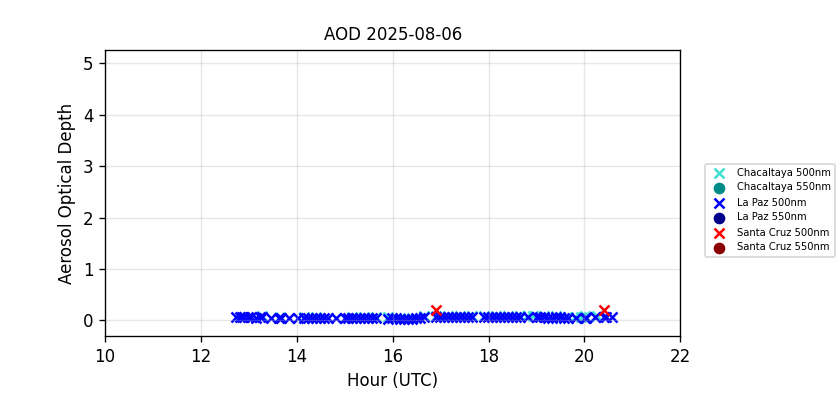 AOD 2025-08-06
5
4
3
2
1
0
Aerosol Optical Depth
10 12 14 16 18 20 22
Hour (UTC)
Chacaltaya 500nm
Chacaltaya 550nm
La Paz 500nm
La Paz 550nm
Santa Cruz 500nm
Santa Cruz 550nm